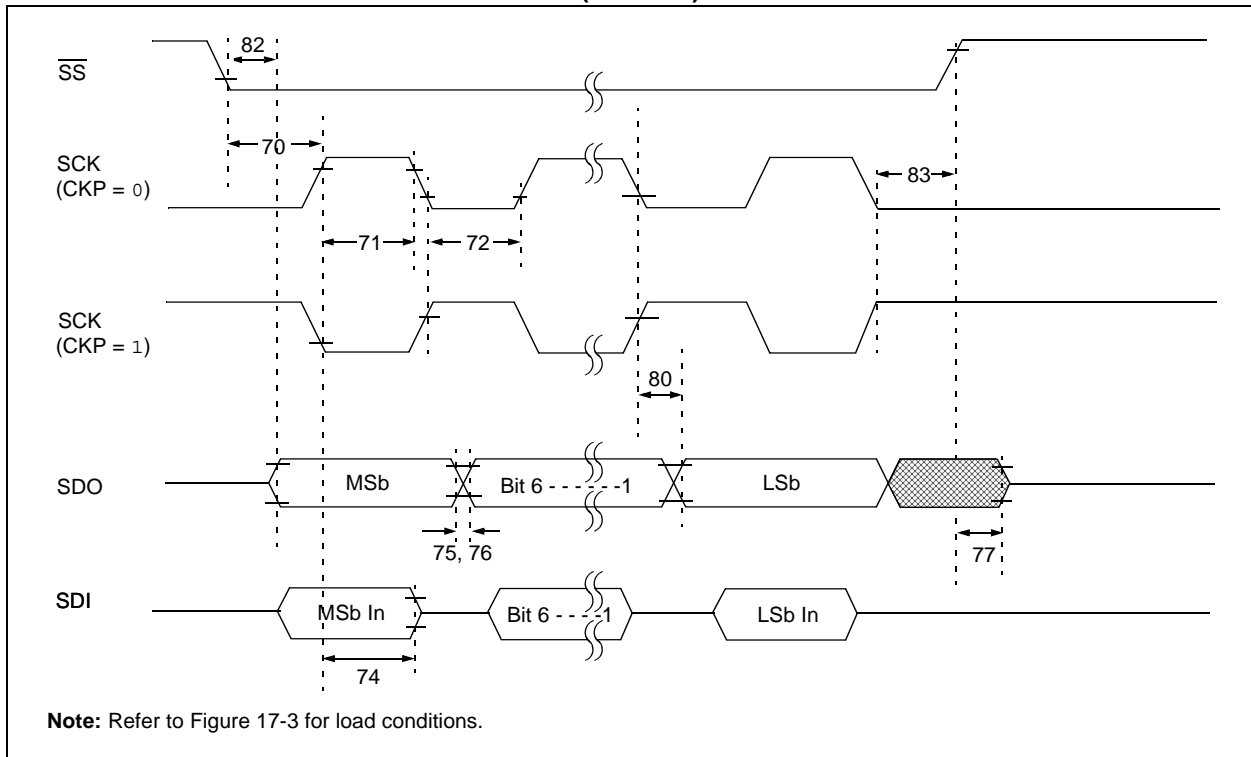 82
SS
70
SCK
(CKP = 0)
83
71
72
SCK
(CKP = 1)
80
SDO
MSb
Bit 6 - - - - - -1
LSb
75, 76
77
SDI
MSb In
Bit 6 - - - -1
LSb In
74
Note: Refer to Figure 17-3 for load conditions.